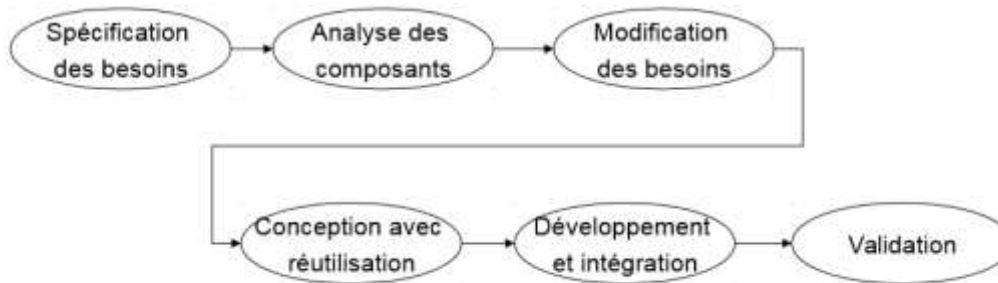 Spécification
des besoins
Analyse des
composants
Modification
des besoins
Conception avec
réutilisation
Développement
et intégration
Validation